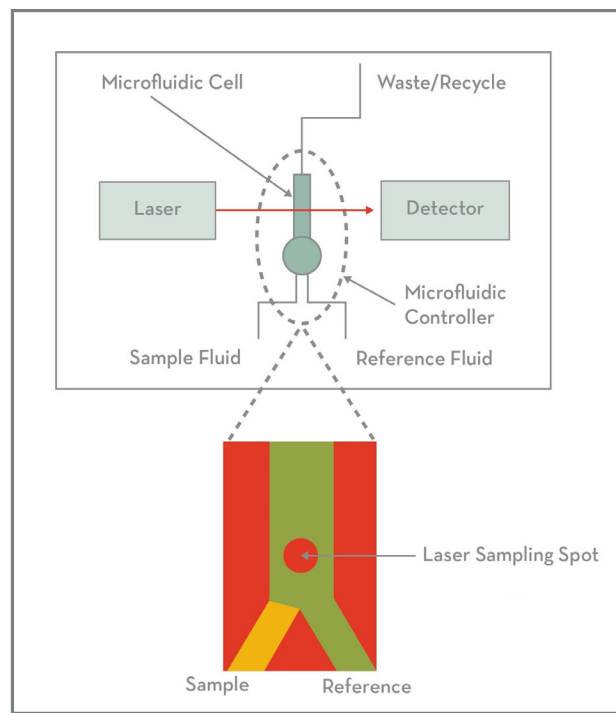 Microfluidic Cell
Waste/Recycle
Laser
Detector
Microfluidic
Controller
Sample Fluid
Reference Fluid
Laser Sampling Spot
Sample
Reference